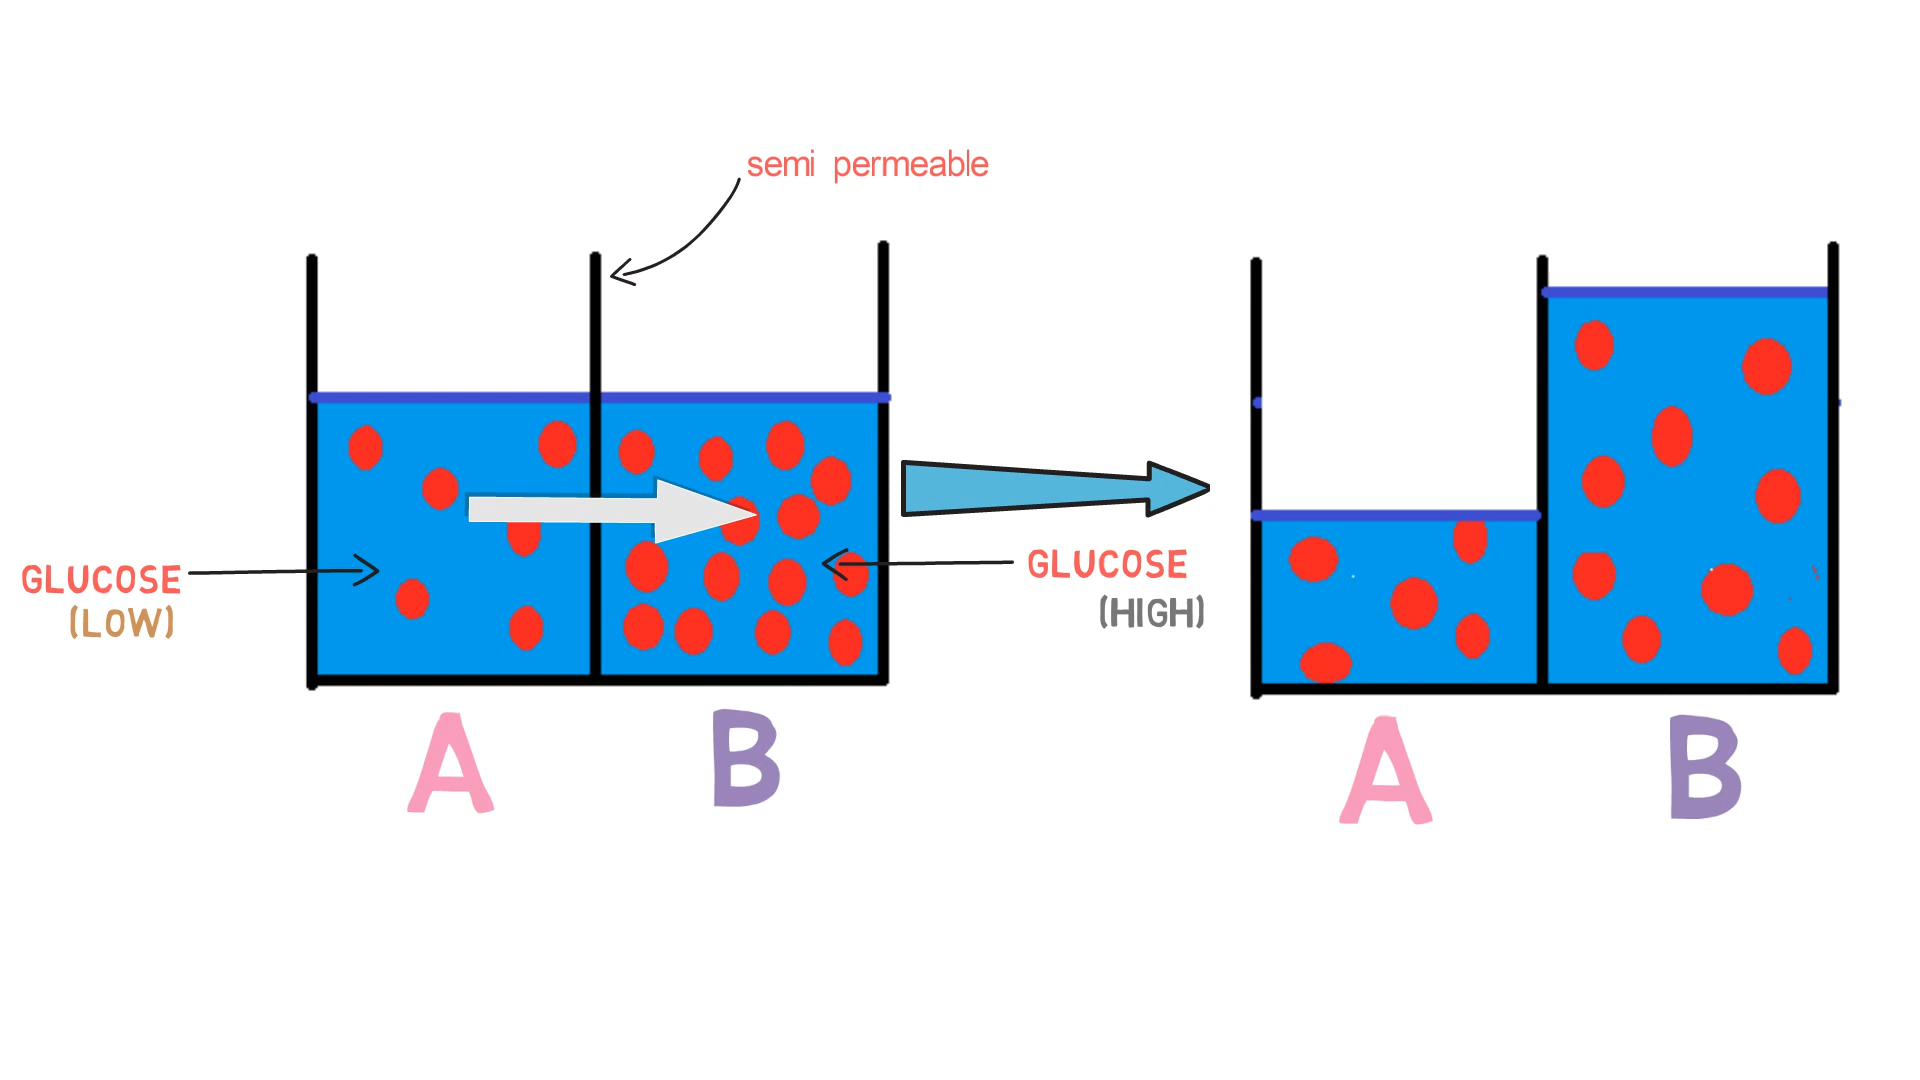 semi permeable
GLUCOSE
(LOW)
GLUCOSE
(HIGH)
A
B
A
B